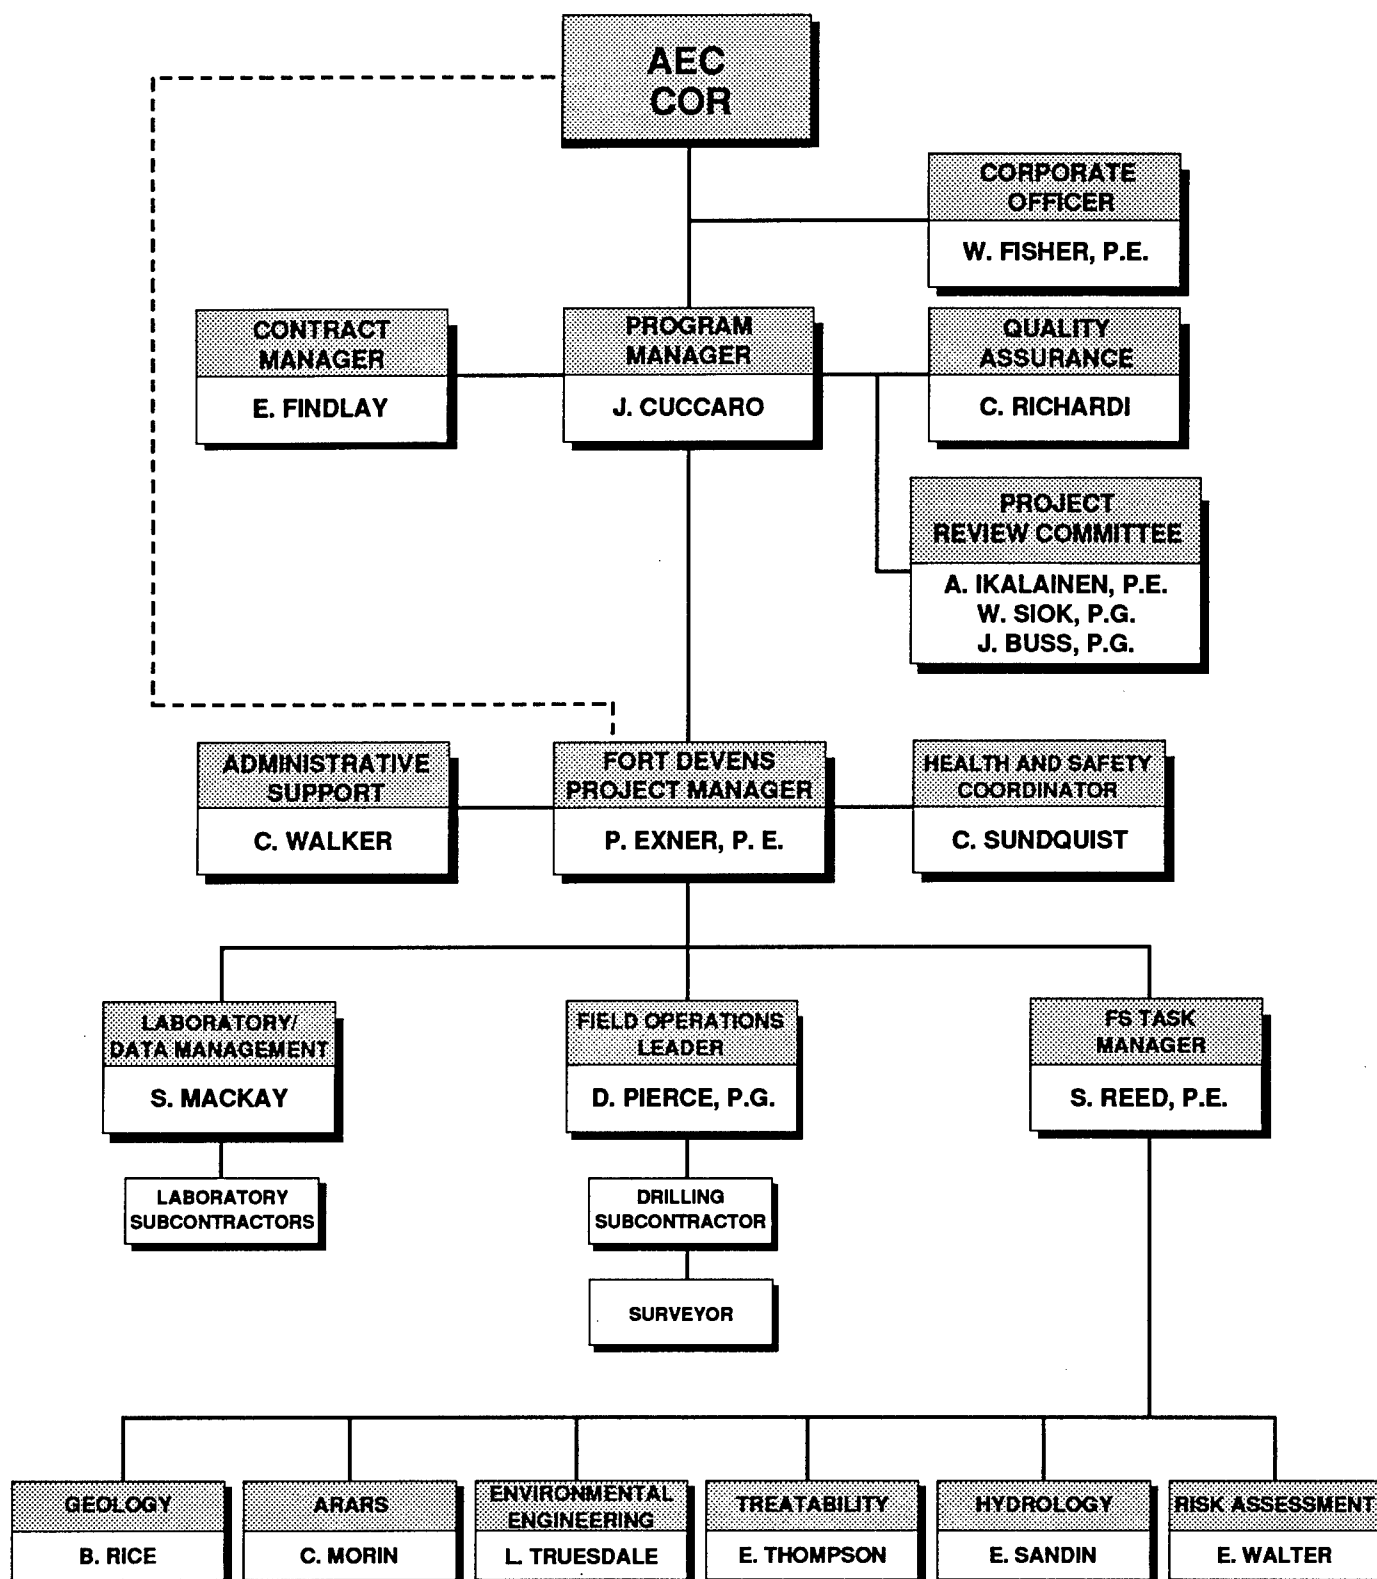 AEC
COR
CORPORATE
OFFICER
W. FISHER, P.E.
CONTRACT
MANAGER
E. FINDLAY
PROGRAM
MANAGER
J. CUCCARO
QUALITY
ASSURANCE
C. RICHARDI
PROJECT
REVIEW COMMITTEE
A. IKALAINEN, P.E.
W. SIOK, P.G.
J. BUSS, P.G.
ADMINISTRATIVE
SUPPORT
C. WALKER
FORT DEVENS
PROJECT MANAGER
P. EXNER, P. E.
HEALTH AND SAFETY
COORDINATOR
C. SUNDQUIST
LABORATORY/
DATA MANAGEMENT
S. MACKAY
FIELD OPERATIONS
LEADER
D. PIERCE, P.G.
FS TASK
MANAGER
S. REED, P.E.
LABORATORY
SUBCONTRACTORS
DRILLING
SUBCONTRACTOR
SURVEYOR
GEOLOGY
B. RICE
ARARS
C. MORIN
ENVIRONMENTAL
ENGINEERING
L. TRUESDALE
TREATABILITY
E. THOMPSON
HYDROLOGY
E. SANDIN
RISK ASSESSMENT
E. WALTER